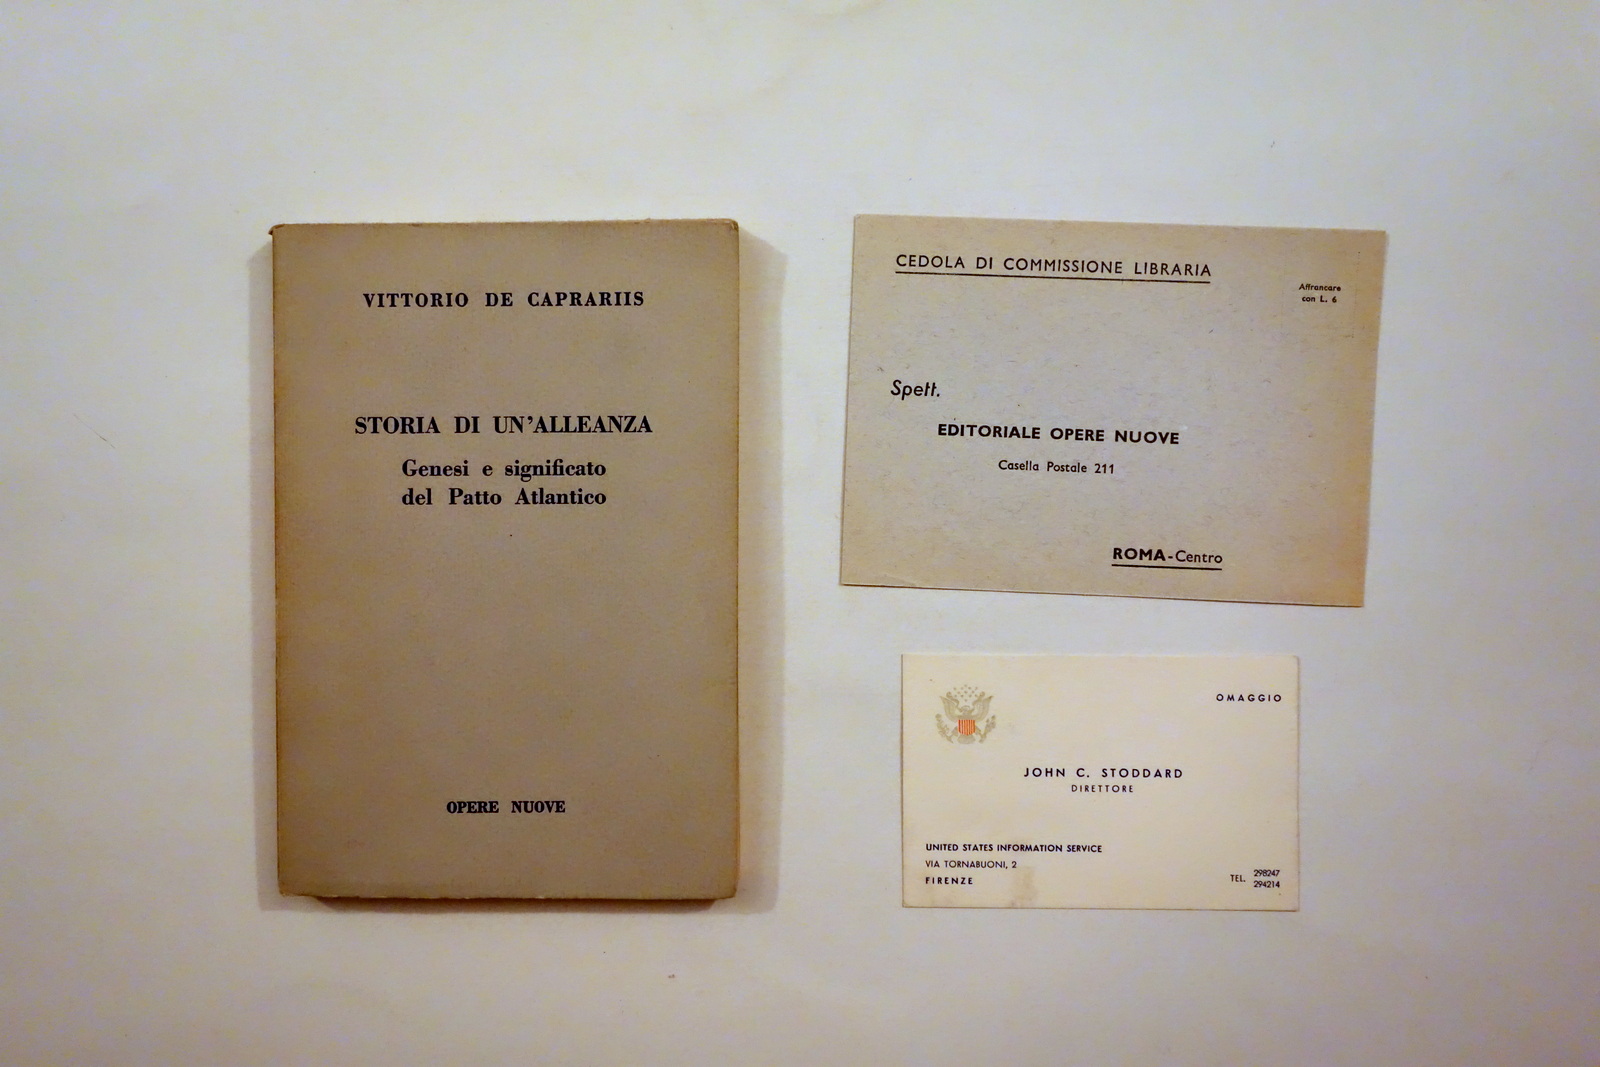 VITTORIO DE CAPRARIIS
STORIA DI UN'ALLEANZA
Genesi e significato
del Patto Atlantico
OPERE NUOVE
CEDOLA DI COMMISSIONE LIBRARIA
Affrancare
con L. 6
Spett.
EDITORIALE OPERE NUOVE
Casella Postale 211
ROMA-Centro
OMAGGIO
JOHN C. STODDARD
DIRETTORE
UNITED STATES INFORMATION SERVICE
VIA TORNABUONI, 2
FIRENZE
TEL. 298247
294214